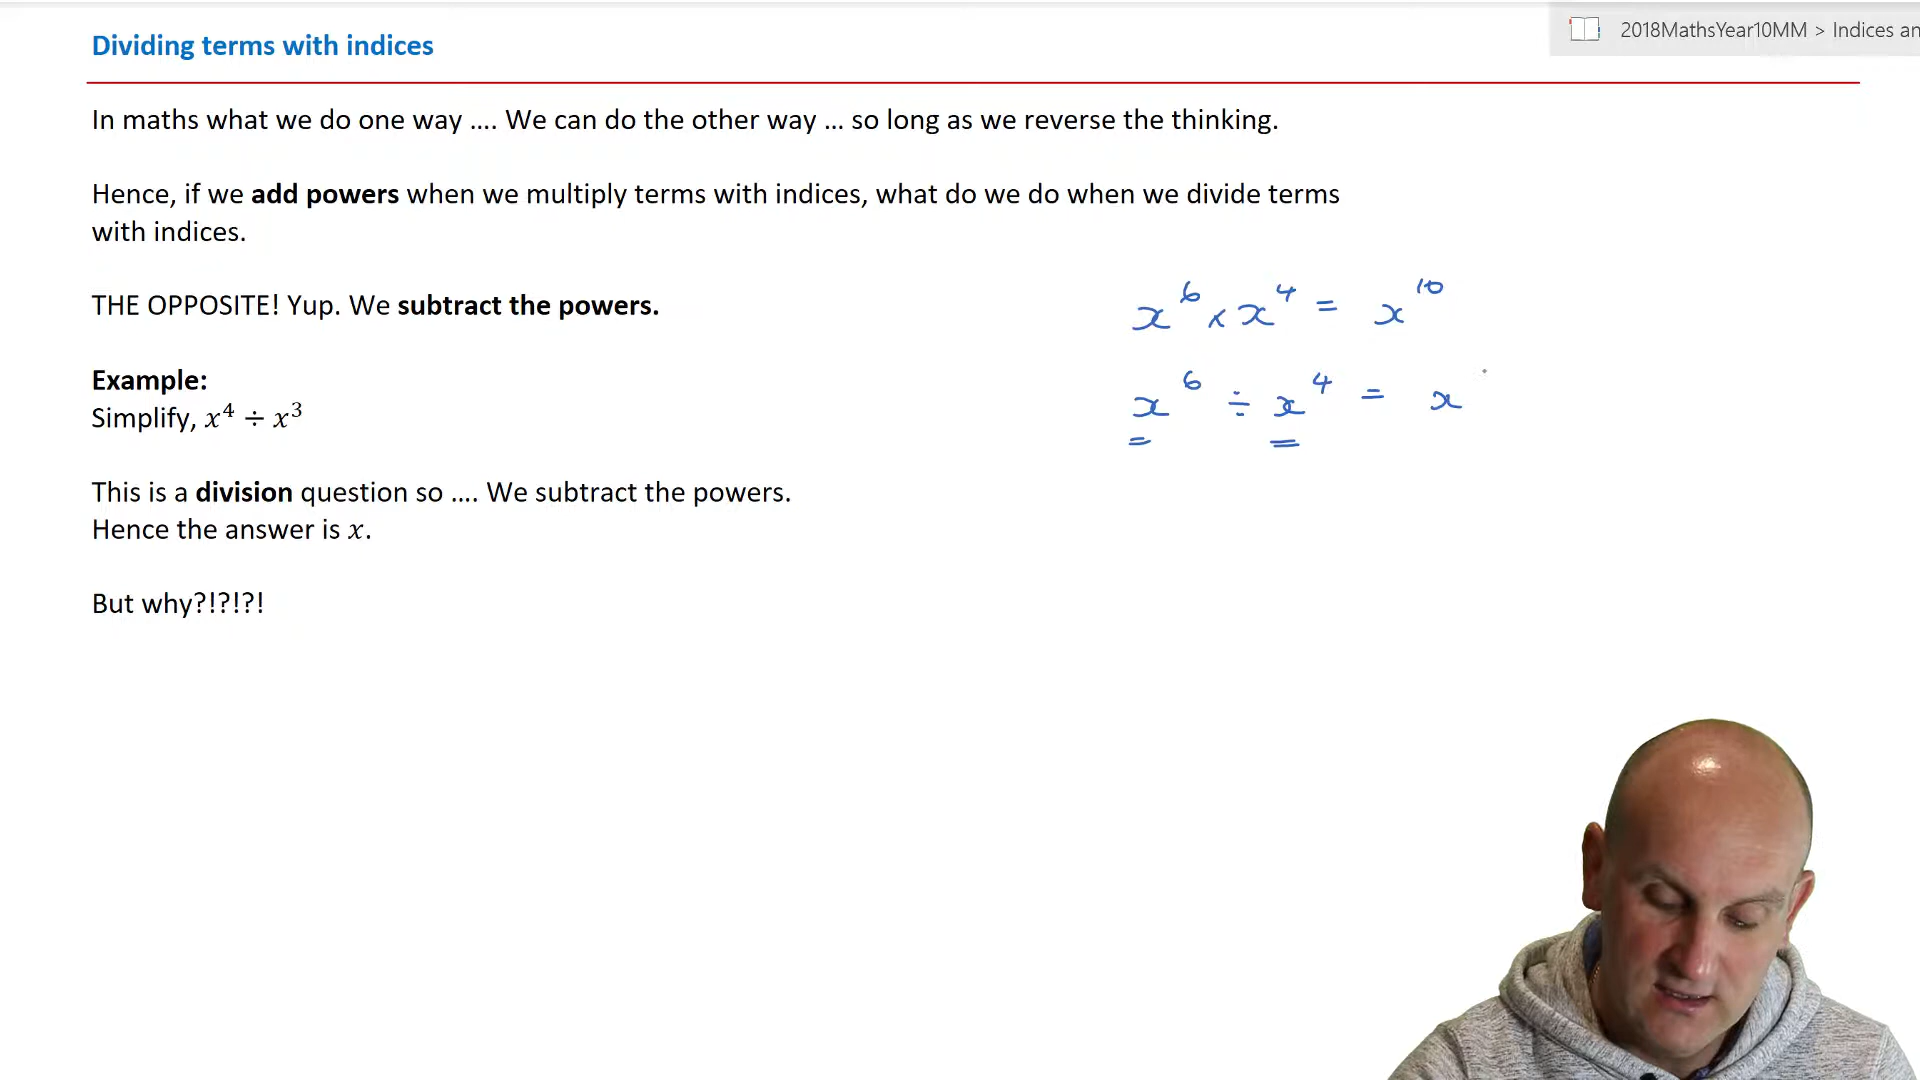 Dividing terms with indices
2018MathsYear10MM > Indices an
In maths what we do one way .... We can do the other way ... so long as we reverse the thinking.
Hence, if we add powers when we multiply terms with indices, what do we do when we divide terms
with indices.
THE OPPOSITE! Yup. We subtract the powers.
x⁶ × x⁴ = x¹⁰
Example:
Simplify, x⁴ ÷ x³
x⁶ ÷ x⁴ = x
This is a division question so .... We subtract the powers.
Hence the answer is x.
But why?!?!?!